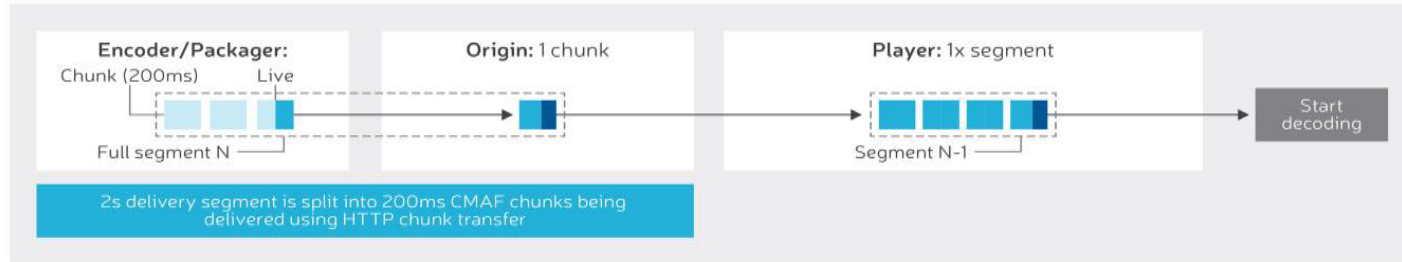 Encoder/Packager:
Chunk (200ms)
Live
Full segment N
Origin: 1 chunk
Player: 1x segment
Segment N-1
Start
decoding
2s delivery segment is split into 200ms CMAF chunks being
delivered using HTTP chunk transfer